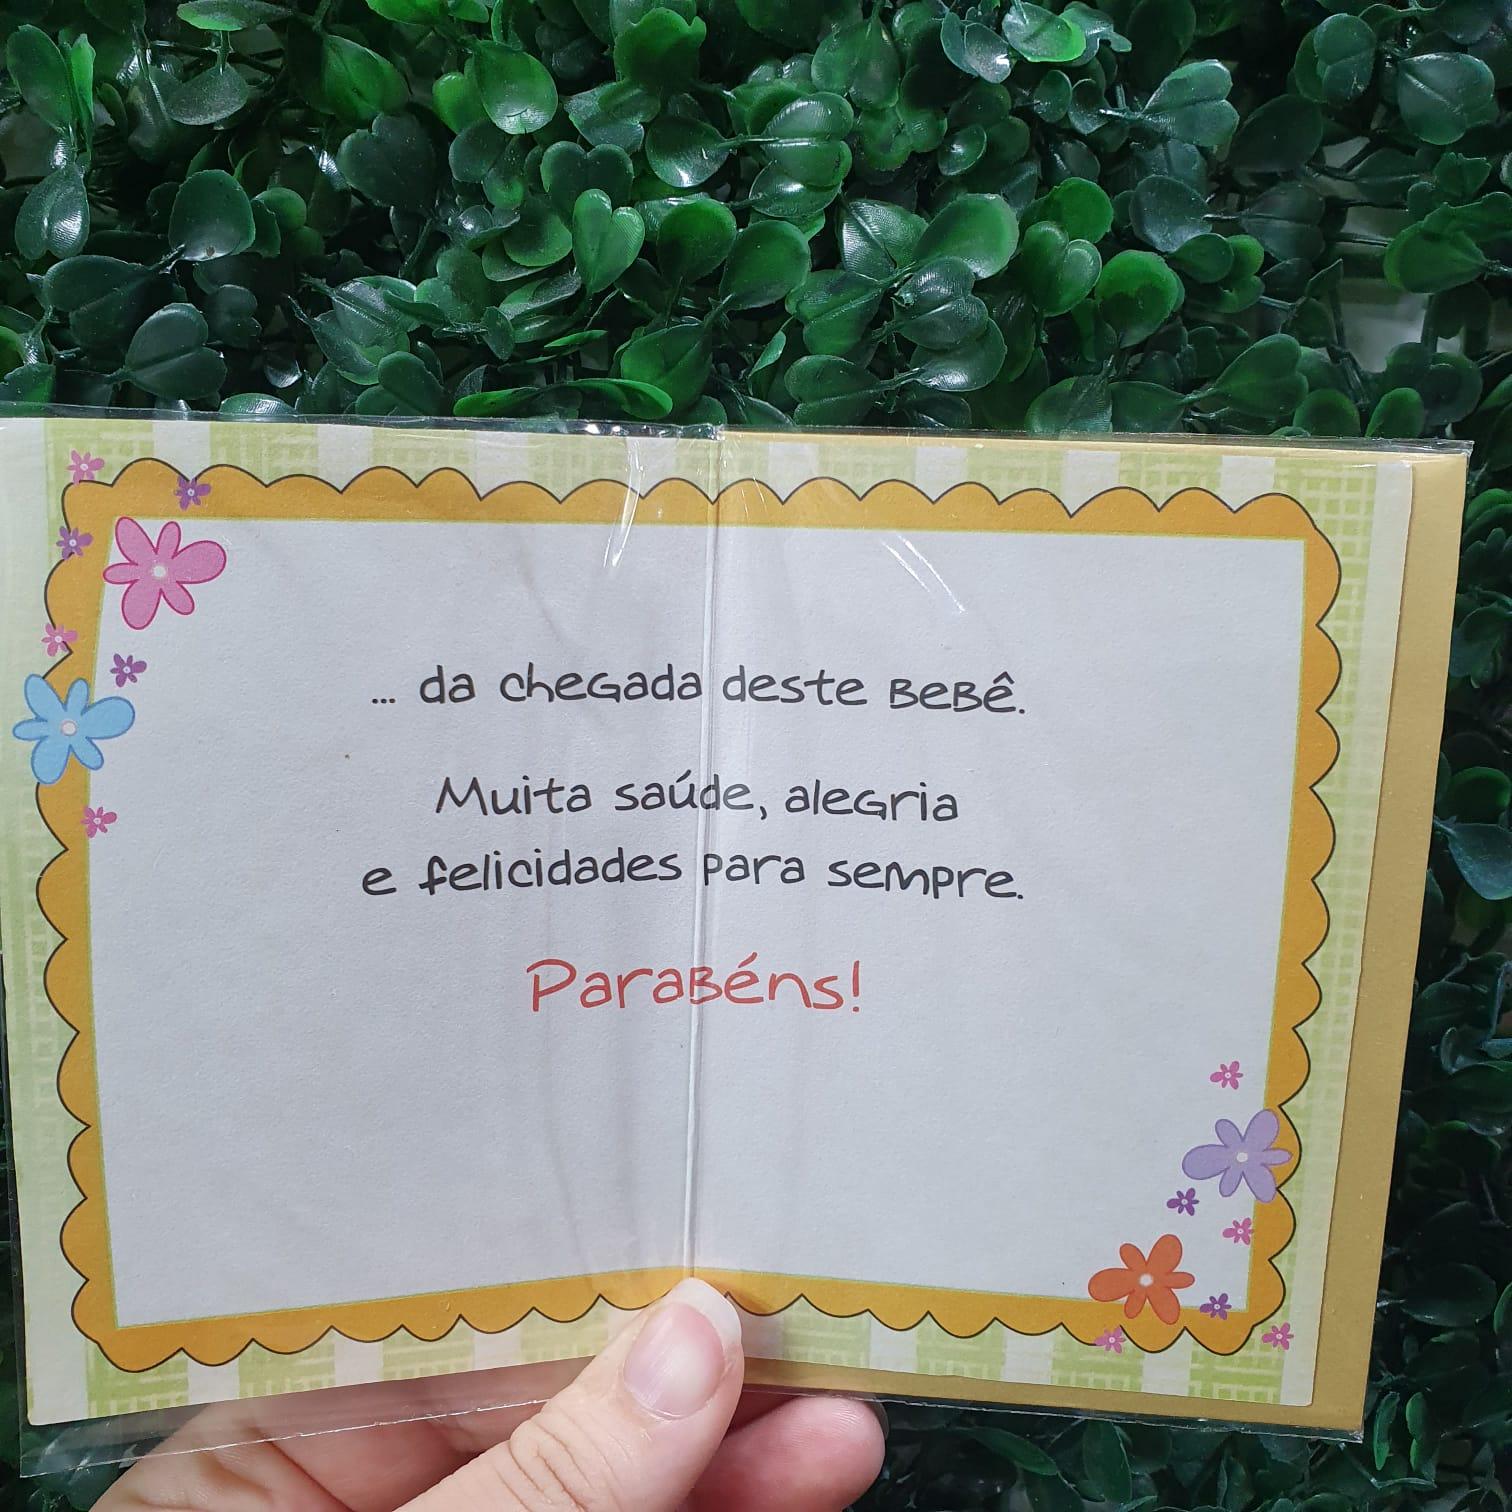 ... da chegada deste bebê.
Muita saúde, alegria
e felicidades para sempre.
Parabéns!